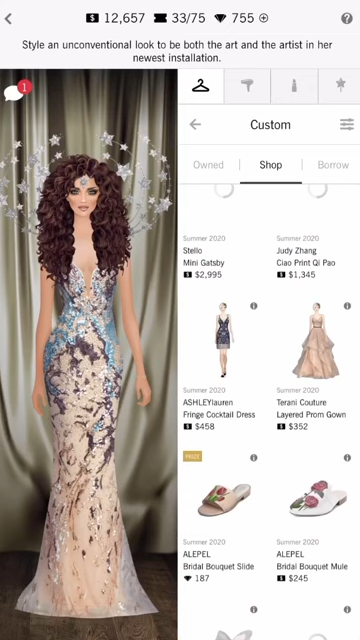 12,657 33/75 755
Style an unconventional look to be both the art and the artist in her
newest installation.
1
Custom
Owned Shop Borrow
Summer 2020
Stello
Mini Gatsby
$ $2,995
Summer 2020
Judy Zhang
Ciao Print Qi Pao
$ $1,345
Summer 2020
ASHLEYlauren
Fringe Cocktail Dress
$ $458
Summer 2020
Terani Couture
Layered Prom Gown
$ $352
Summer 2020
ALEPEL
Bridal Bouquet Slide
187
Summer 2020
ALEPEL
Bridal Bouquet Mule
$ $245